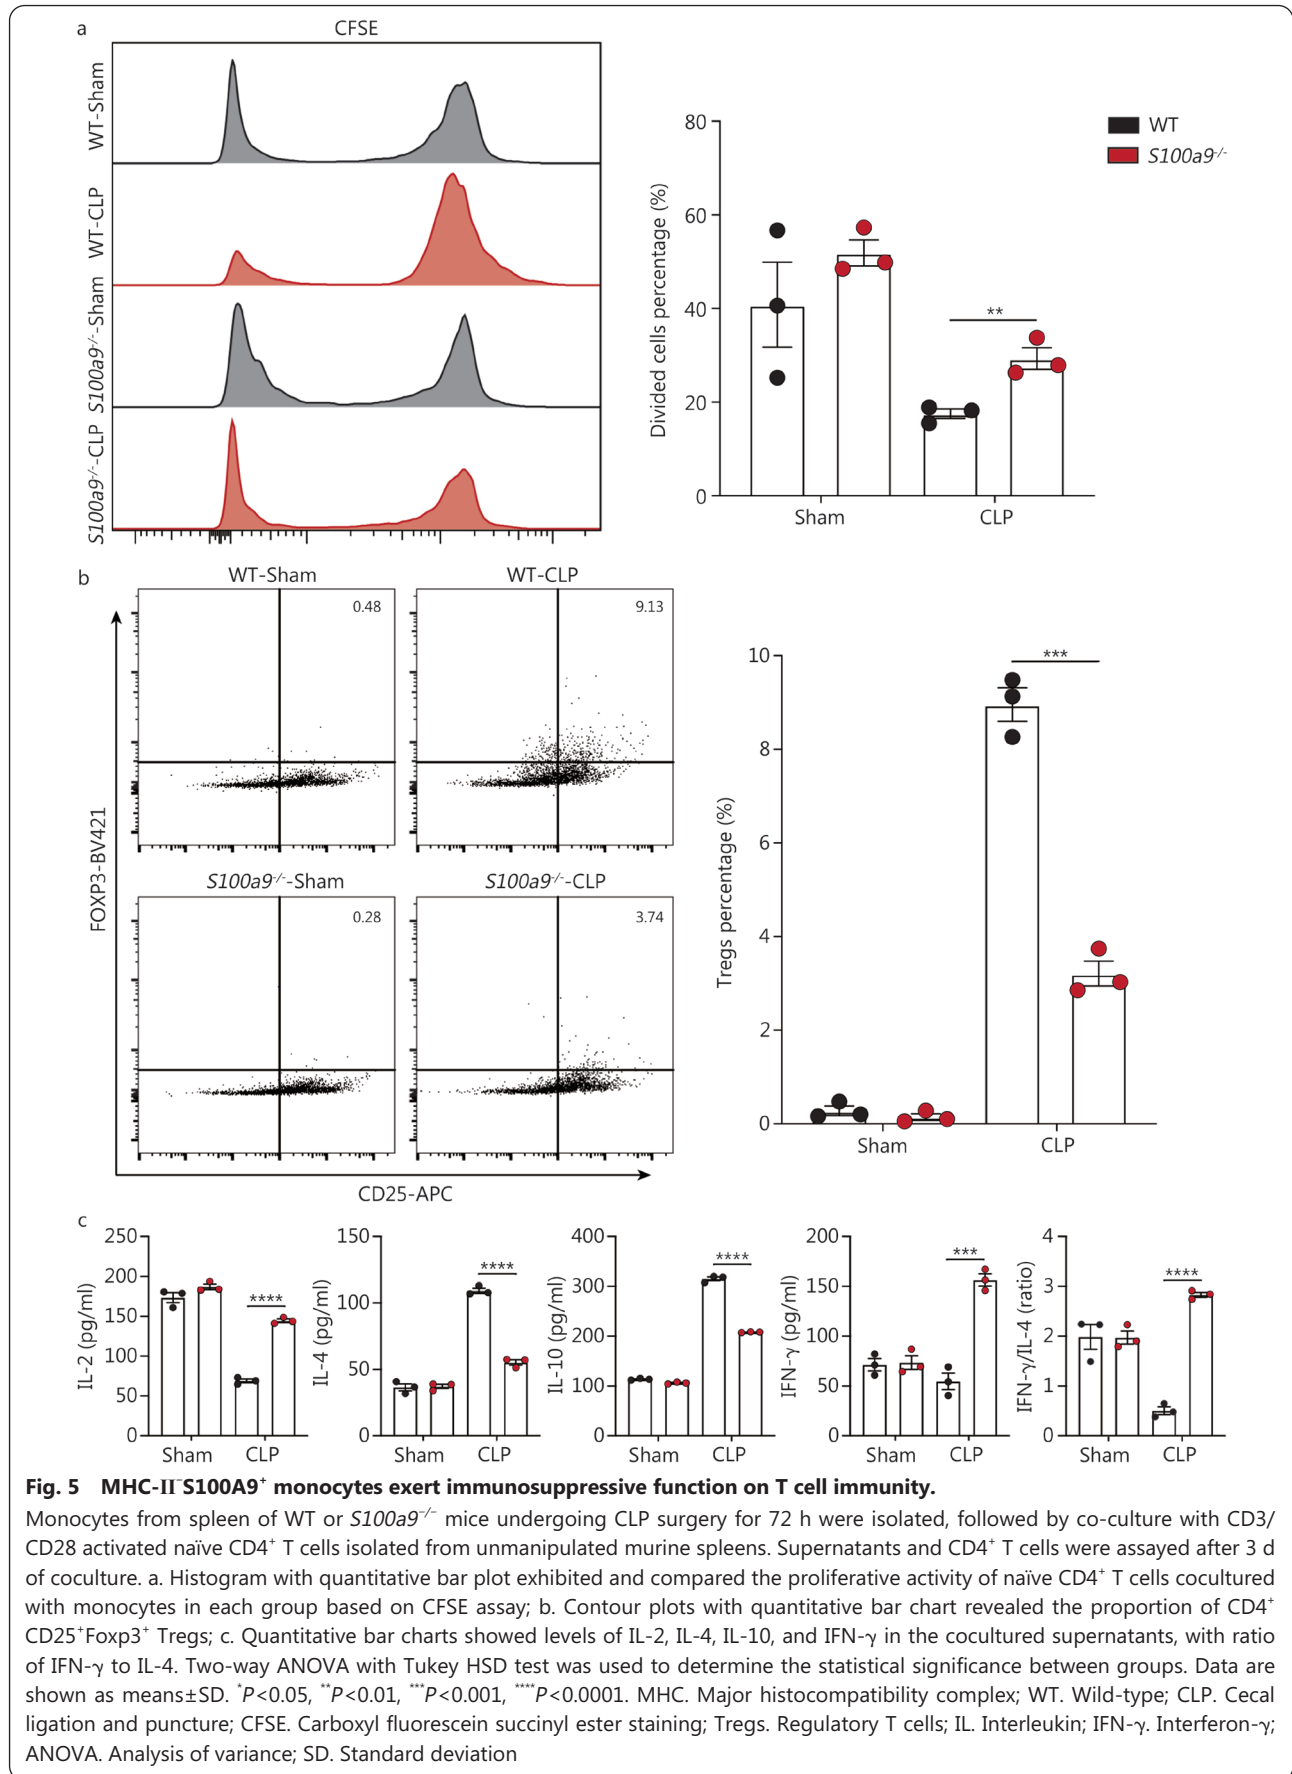 a
CFSE
WT-Sham
WT-CLP
S100a9⁻/⁻-Sham
S100a9⁻/⁻-CLP
Divided cells percentage (%)
80
60
40
20
0
**
Sham
CLP
WT
S100a9⁻/⁻
b
WT-Sham
WT-CLP
0.48
9.13
S100a9⁻/⁻-Sham
S100a9⁻/⁻-CLP
0.28
3.74
FOXP3-BV421
CD25-APC
Tregs percentage (%)
10
8
6
4
2
0
***
Sham
CLP
c
IL-2 (pg/ml)
250
200
150
100
50
0
****
Sham
CLP
IL-4 (pg/ml)
150
100
50
0
****
Sham
CLP
IL-10 (pg/ml)
400
300
200
100
0
****
Sham
CLP
IFN-γ (pg/ml)
200
150
100
50
0
***
Sham
CLP
IFN-γ/IL-4 (ratio)
4
3
2
1
0
****
Sham
CLP
Fig. 5 MHC-II⁻S100A9⁺ monocytes exert immunosuppressive function on T cell immunity.
Monocytes from spleen of WT or S100a9⁻/⁻ mice undergoing CLP surgery for 72 h were isolated, followed by co-culture with CD3/
CD28 activated naïve CD4⁺ T cells isolated from unmanipulated murine spleens. Supernatants and CD4⁺ T cells were assayed after 3 d
of coculture. a. Histogram with quantitative bar plot exhibited and compared the proliferative activity of naïve CD4⁺ T cells cocultured
with monocytes in each group based on CFSE assay; b. Contour plots with quantitative bar chart revealed the proportion of CD4⁺
CD25⁺Foxp3⁺ Tregs; c. Quantitative bar charts showed levels of IL-2, IL-4, IL-10, and IFN-γ in the cocultured supernatants, with ratio
of IFN-γ to IL-4. Two-way ANOVA with Tukey HSD test was used to determine the statistical significance between groups. Data are
shown as means±SD. *P<0.05, **P<0.01, ***P<0.001, ****P<0.0001. MHC. Major histocompatibility complex; WT. Wild-type; CLP. Cecal
ligation and puncture; CFSE. Carboxyl fluorescein succinyl ester staining; Tregs. Regulatory T cells; IL. Interleukin; IFN-γ. Interferon-γ;
ANOVA. Analysis of variance; SD. Standard deviation